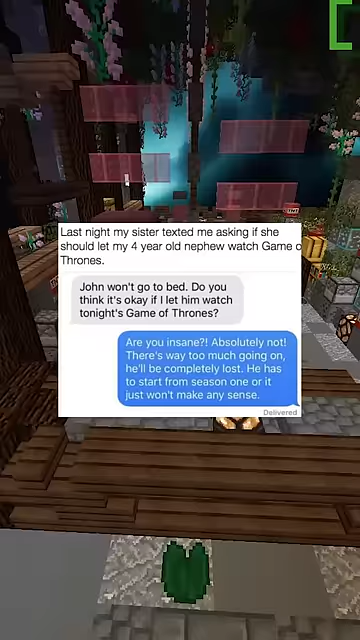 Last night my sister texted me asking if she
should let my 4 year old nephew watch Game o
Thrones.
John won't go to bed. Do you
think it's okay if I let him watch
tonight's Game of Thrones?
Are you insane?! Absolutely not!
There's way too much going on,
he'll be completely lost. He has
to start from season one or it
just won't make any sense.
Delivered
TNT